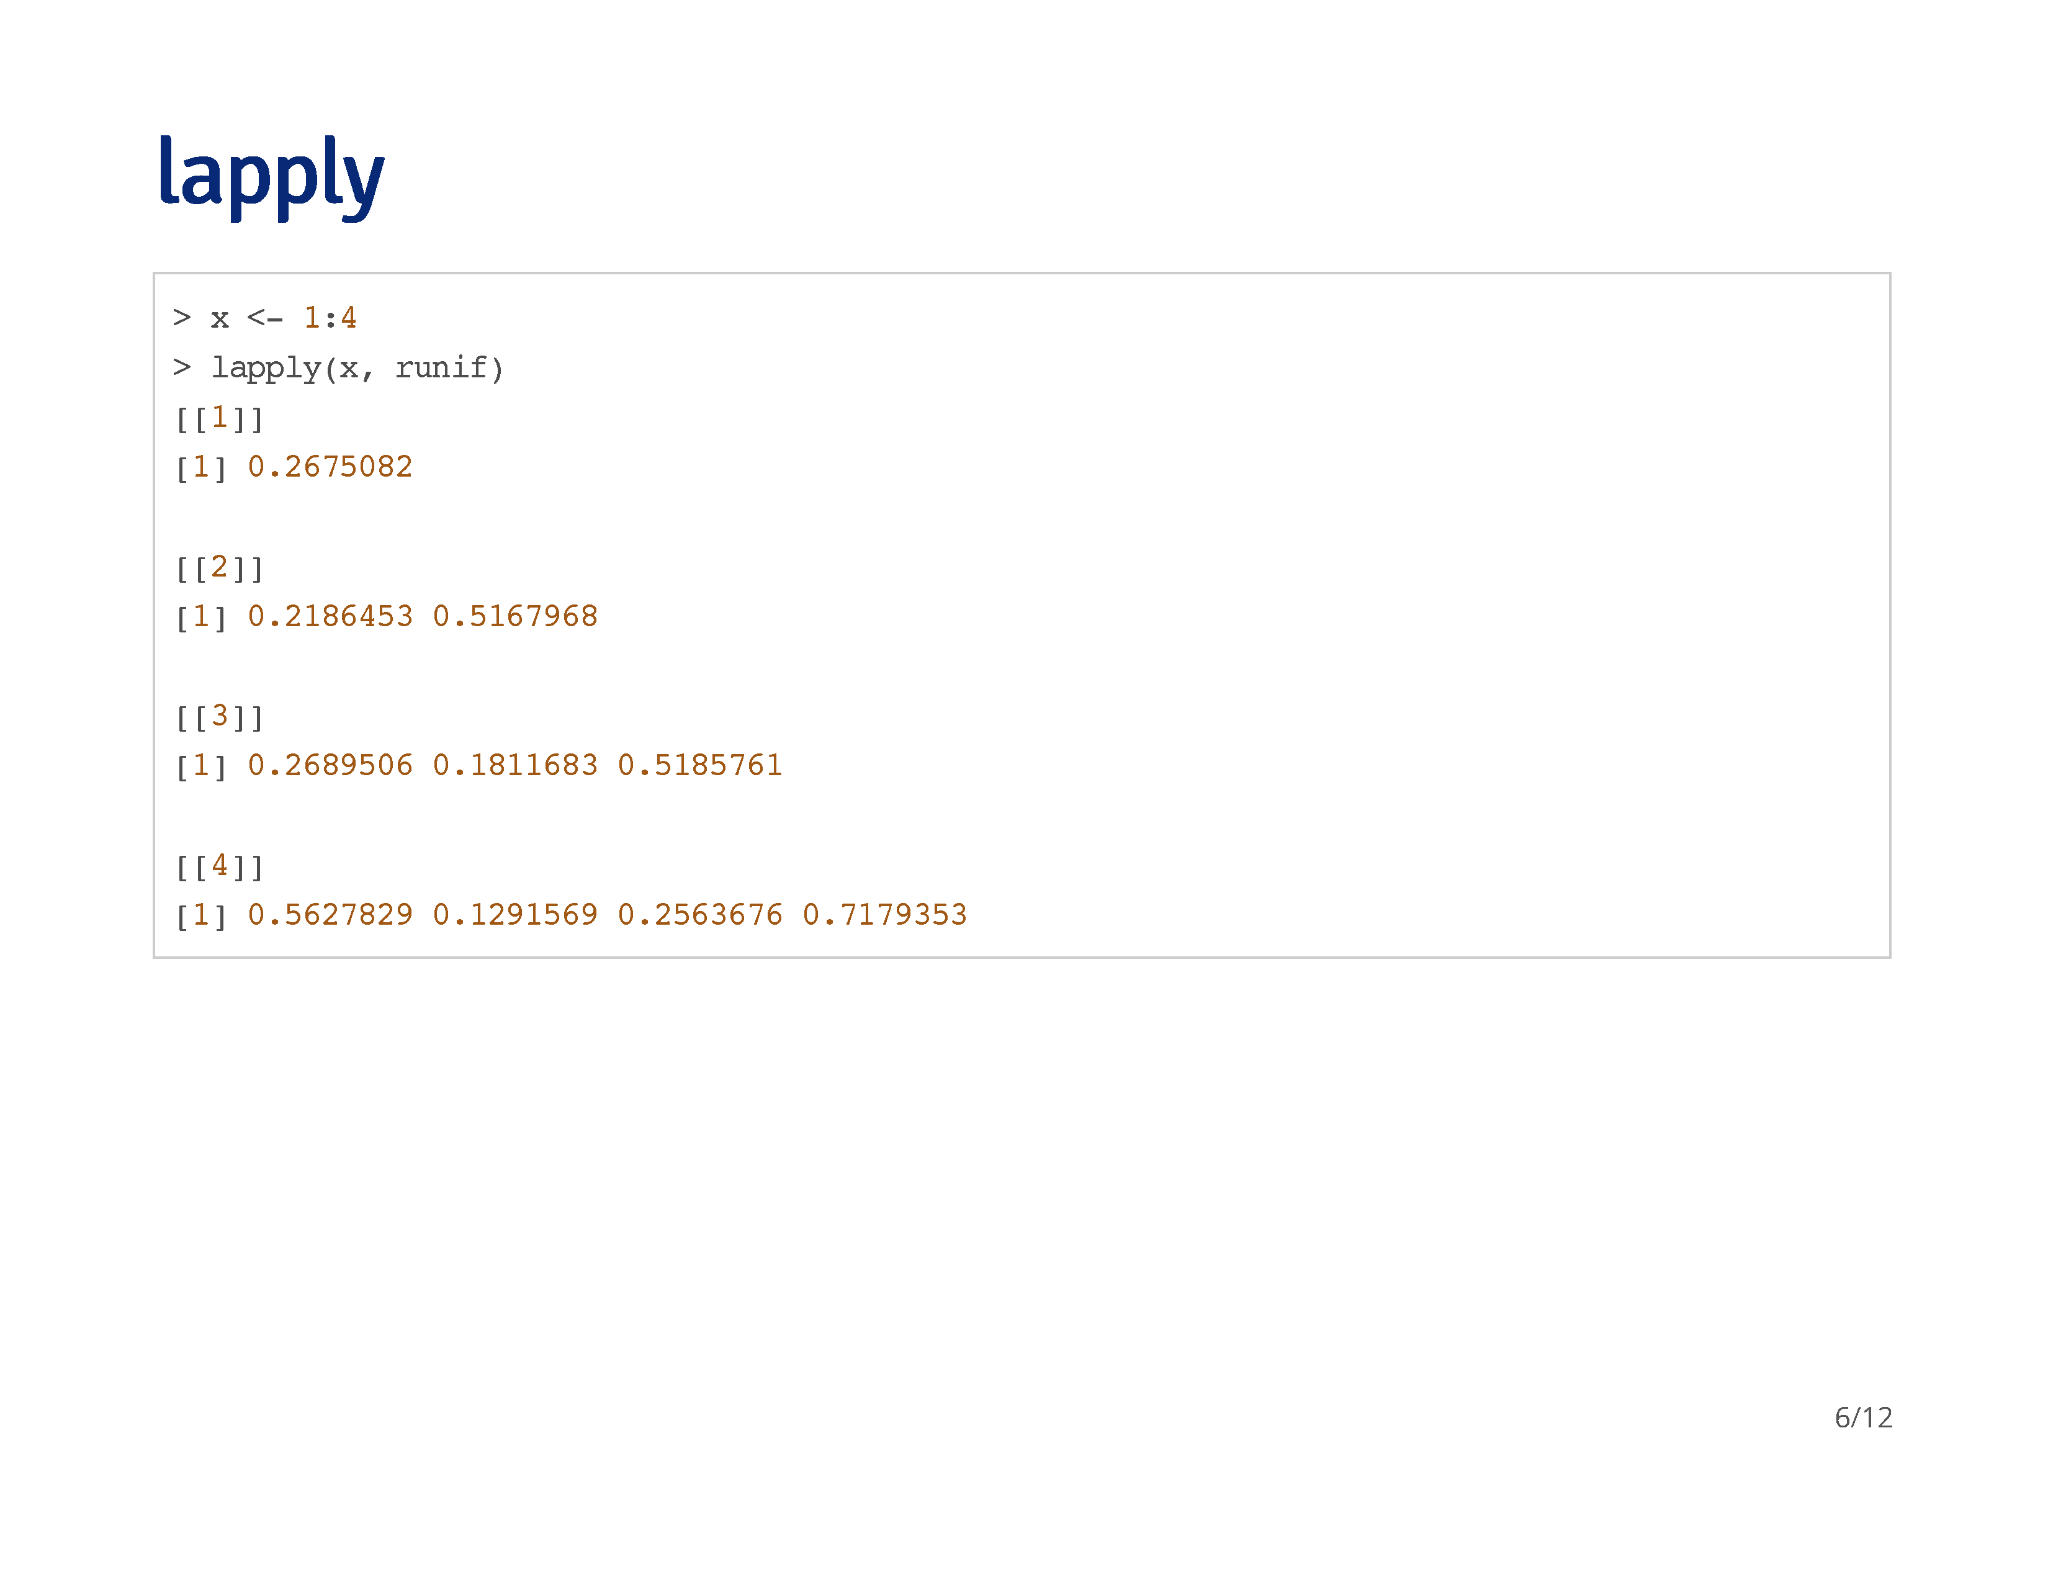 lapply
> x <- 1:4
> lapply(x, runif)
[[1]]
[1] 0.2675082
[[2]]
[1] 0.2186453 0.5167968
[[3]]
[1] 0.2689506 0.1811683 0.5185761
[[4]]
[1] 0.5627829 0.1291569 0.2563676 0.7179353
6/12